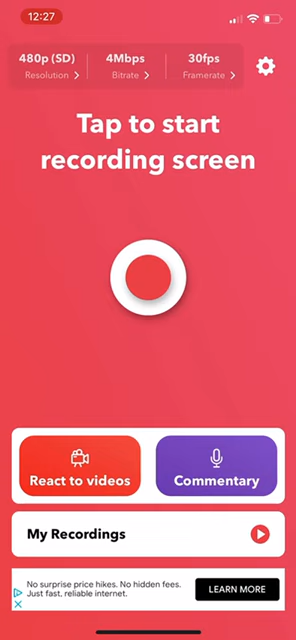 12:27
480p (SD) 4Mbps 30fps
Resolution Bitrate Framerate
Tap to start
recording screen
React to videos
Commentary
My Recordings
No surprise price hikes. No hidden fees.
Just fast, reliable internet.
LEARN MORE